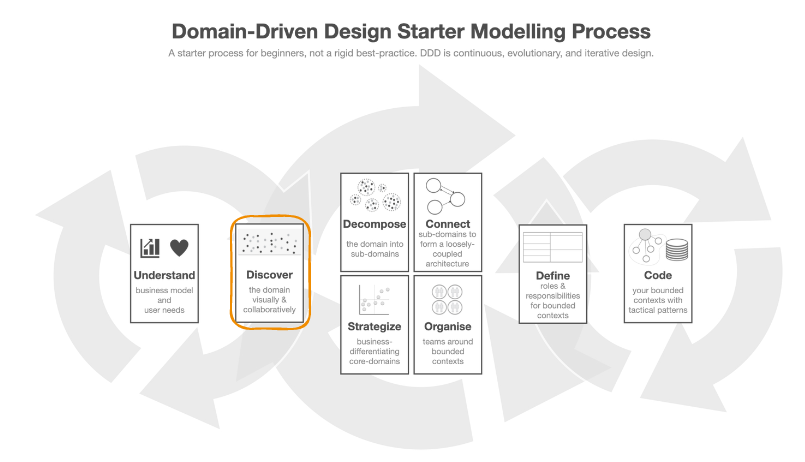 Domain-Driven Design Starter Modelling Process
A starter process for beginners, not a rigid best-practice. DDD is continuous, evolutionary, and iterative design.
Understand
business model
and
user needs
Discover
the domain
visually &
collaboratively
Decompose
the domain into
sub-domains
Connect
sub-domains to
form a loosely-
coupled
architecture
Strategize
business-
differentiating
core-domains
Organise
teams around
bounded
contexts
Define
roles &
responsibilities
for bounded
contexts
Code
your bounded
contexts with
tactical patterns